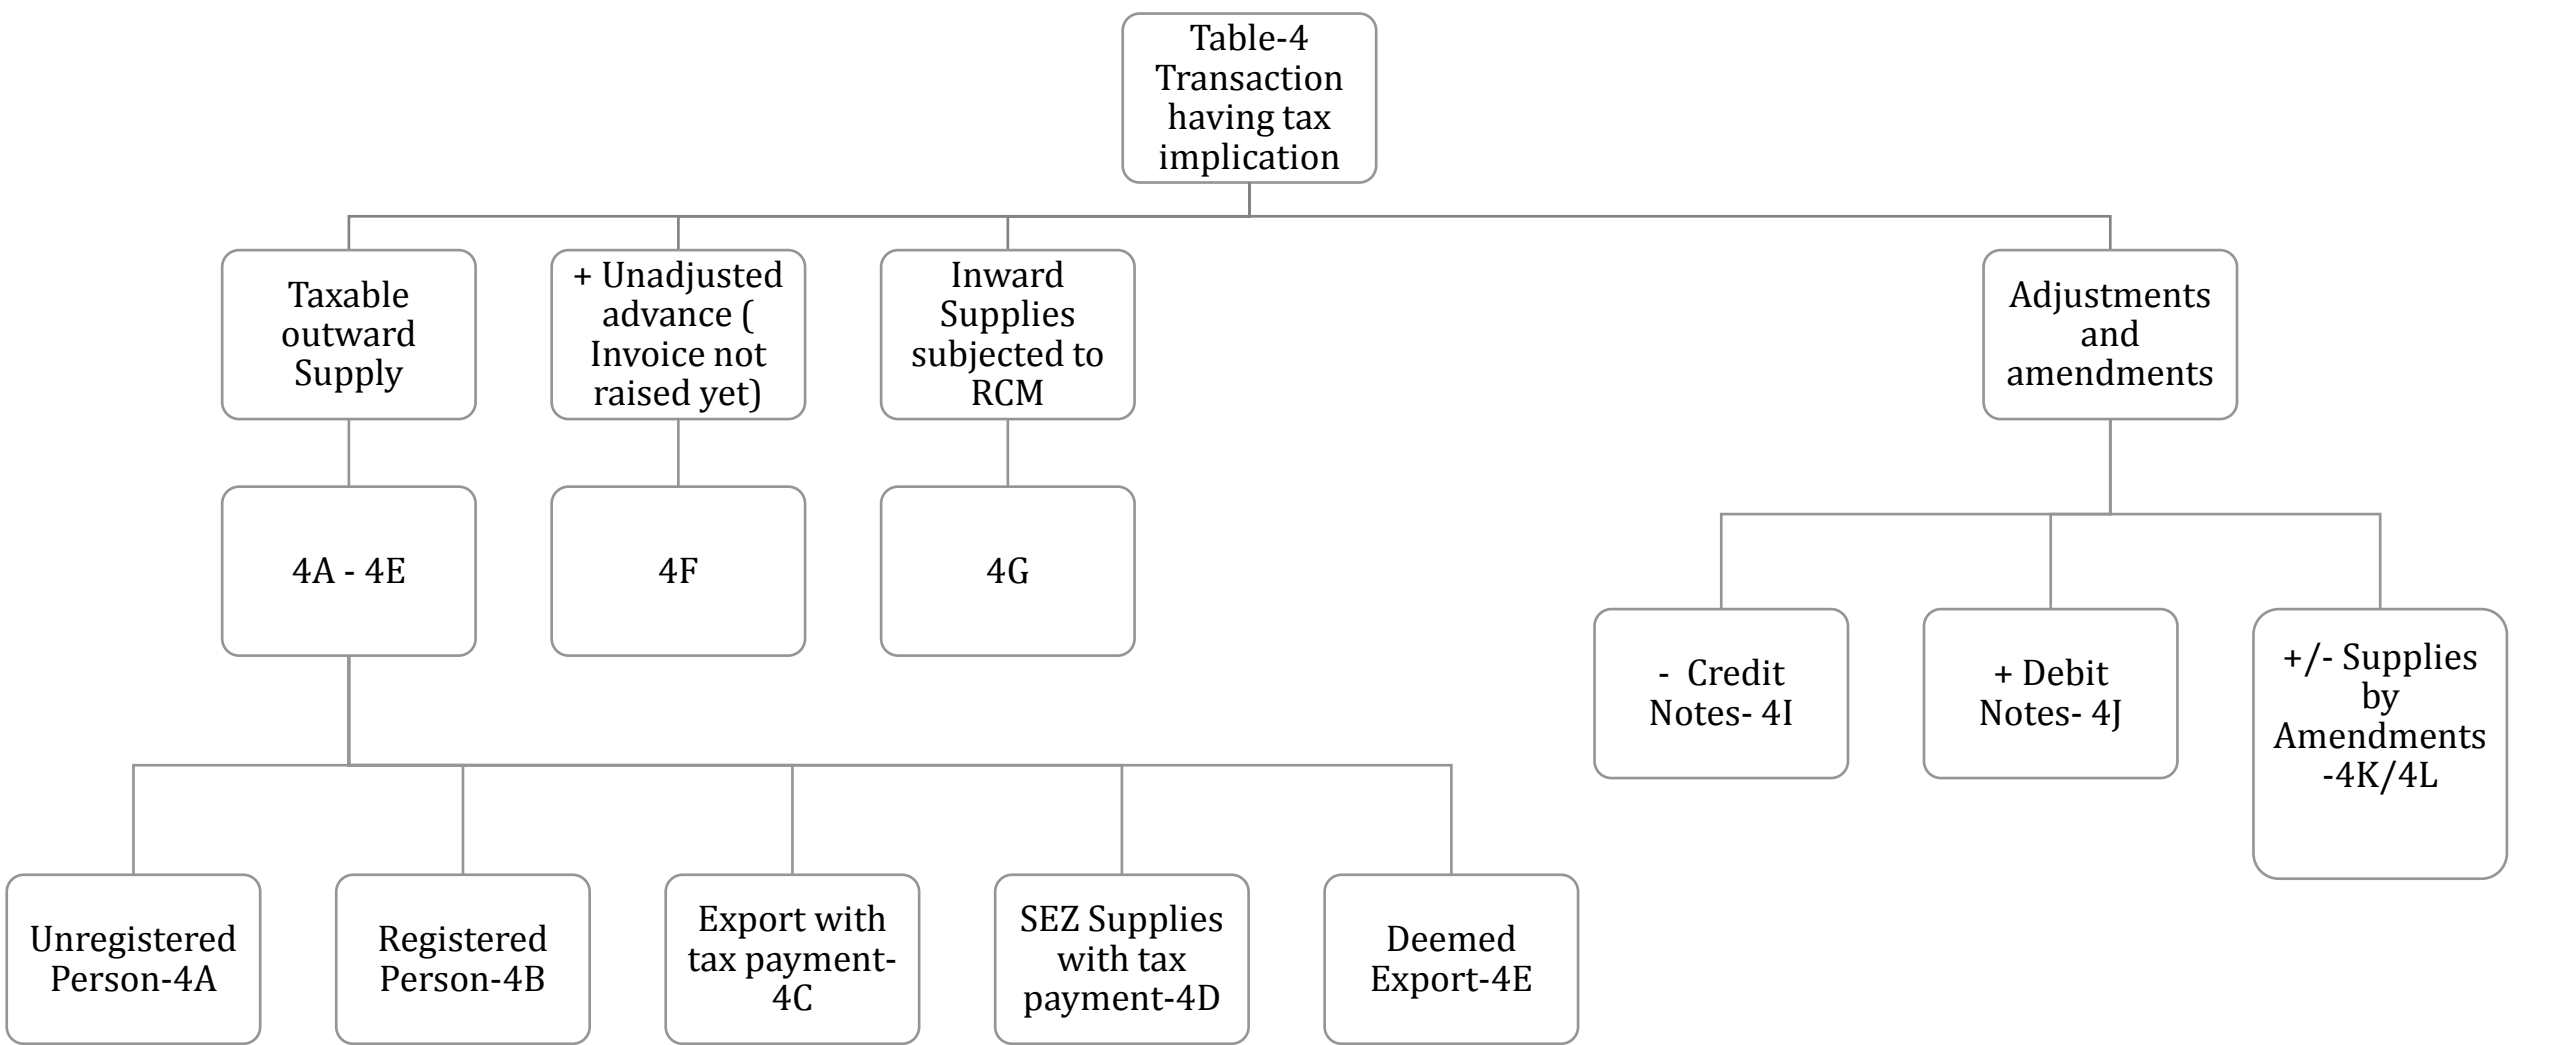 Table-4
Transaction
having tax
implication
Taxable
outward
Supply
+ Unadjusted
advance (
Invoice not
raised yet)
Inward
Supplies
subjected to
RCM
Adjustments
and
amendments
4A - 4E
4F
4G
- Credit
Notes- 4I
+ Debit
Notes- 4J
+/- Supplies
by
Amendments
-4K/4L
Unregistered
Person-4A
Registered
Person-4B
Export with
tax payment-
4C
SEZ Supplies
with tax
payment-4D
Deemed
Export-4E